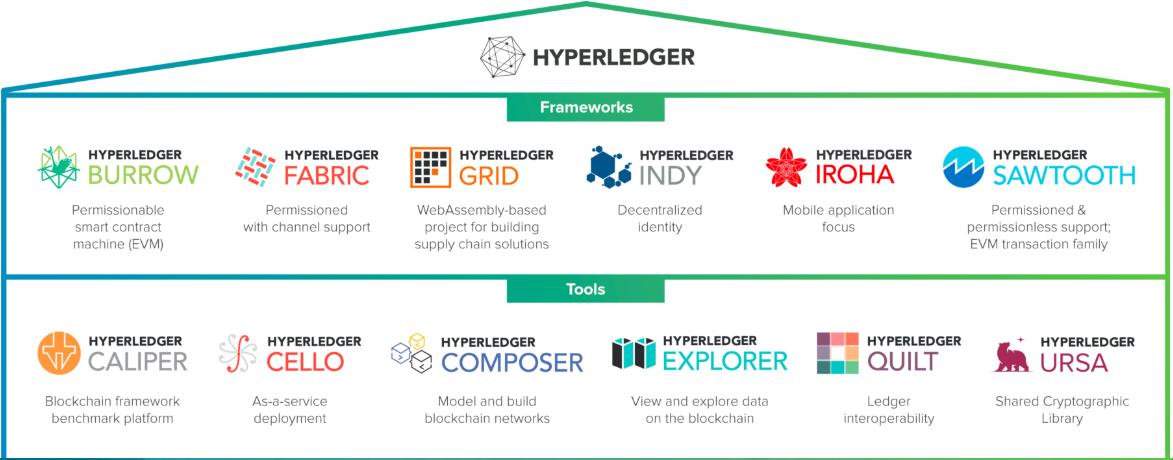 HYPERLEDGER
Frameworks
HYPERLEDGER
BURROW
Permissionable
smart contract
machine (EVM)
HYPERLEDGER
FABRIC
Permissioned
with channel support
HYPERLEDGER
GRID
WebAssembly-based
project for building
supply chain solutions
HYPERLEDGER
INDY
Decentralized
identity
HYPERLEDGER
IROHA
Mobile application
focus
HYPERLEDGER
SAWTOOTH
Permissioned &
permissionless support;
EVM transaction family
Tools
HYPERLEDGER
CALIPER
Blockchain framework
benchmark platform
HYPERLEDGER
CELLO
As-a-service
deployment
HYPERLEDGER
COMPOSER
Model and build
blockchain networks
HYPERLEDGER
EXPLORER
View and explore data
on the blockchain
HYPERLEDGER
QUILT
Ledger
interoperability
HYPERLEDGER
URSA
Shared Cryptographic
Library